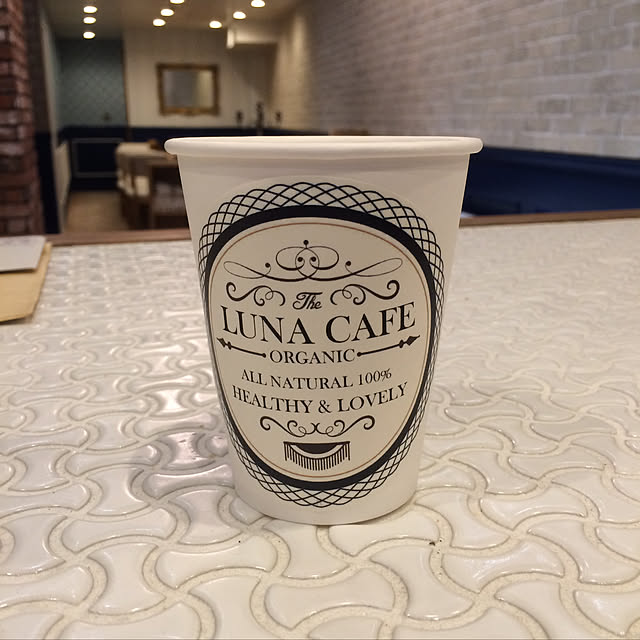 The
LUNA CAFE
ORGANIC
ALL NATURAL 100%
HEALTHY & LOVELY